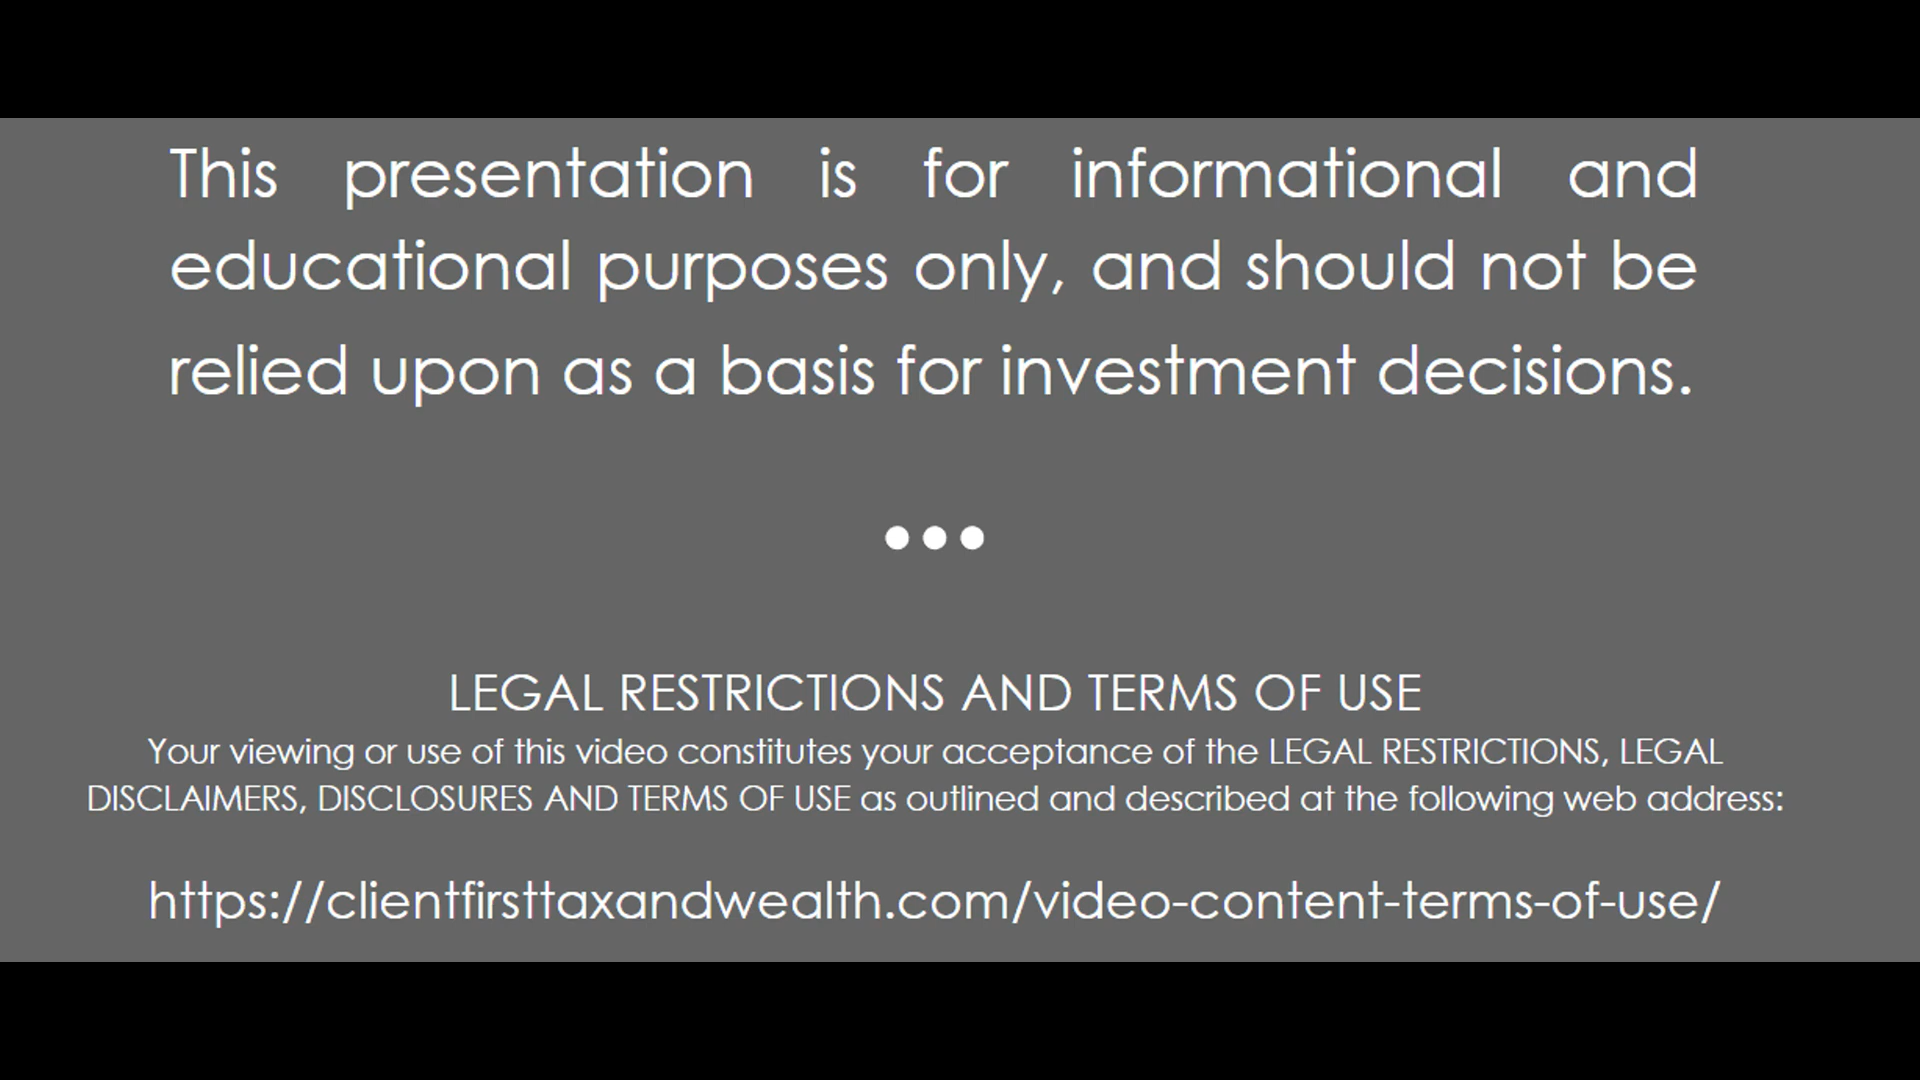 This presentation is for informational and
educational purposes only, and should not be
relied upon as a basis for investment decisions.
•••
LEGAL RESTRICTIONS AND TERMS OF USE
Your viewing or use of this video constitutes your acceptance of the LEGAL RESTRICTIONS, LEGAL
DISCLAIMERS, DISCLOSURES AND TERMS OF USE as outlined and described at the following web address:
https://clientfirsttaxandwealth.com/video-content-terms-of-use/